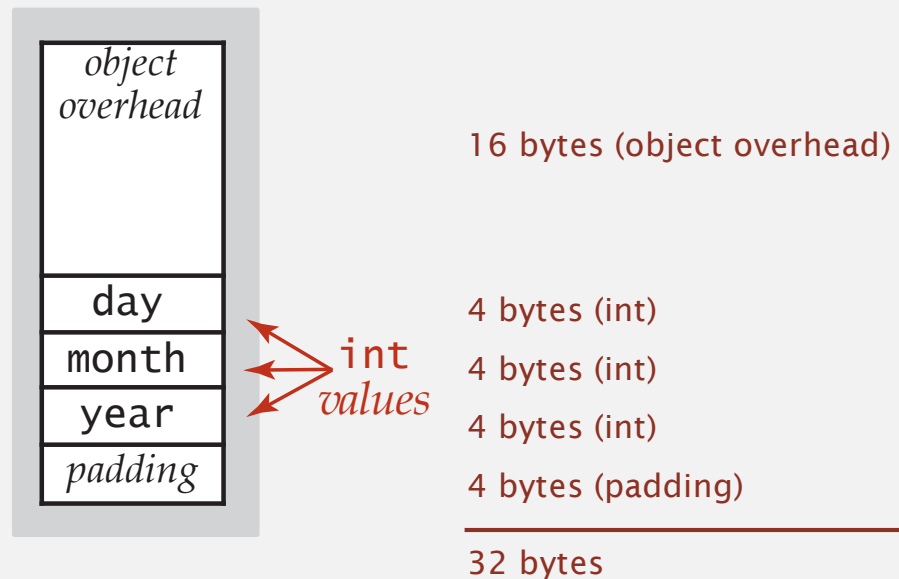 object
overhead
16 bytes (object overhead)
day
4 bytes (int)
month
int
4 bytes (int)
values
year
4 bytes (int)
padding
4 bytes (padding)
32 bytes